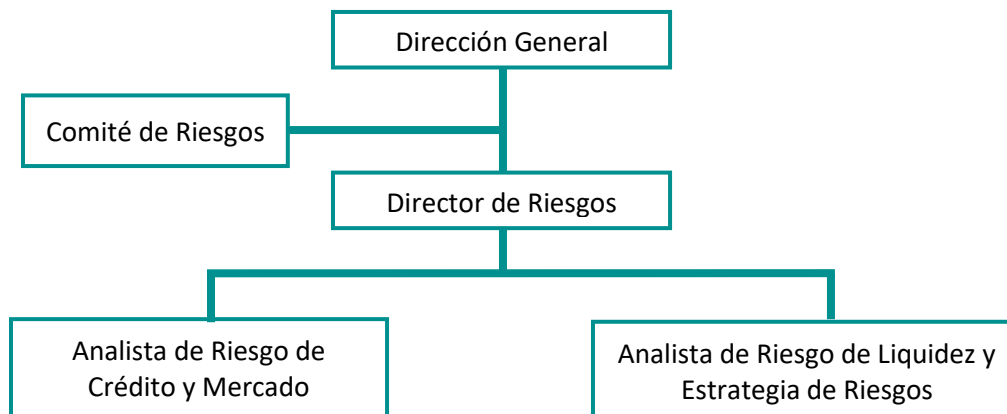 Dirección General
Comité de Riesgos
Director de Riesgos
Analista de Riesgo de
Crédito y Mercado
Analista de Riesgo de Liquidez y
Estrategia de Riesgos